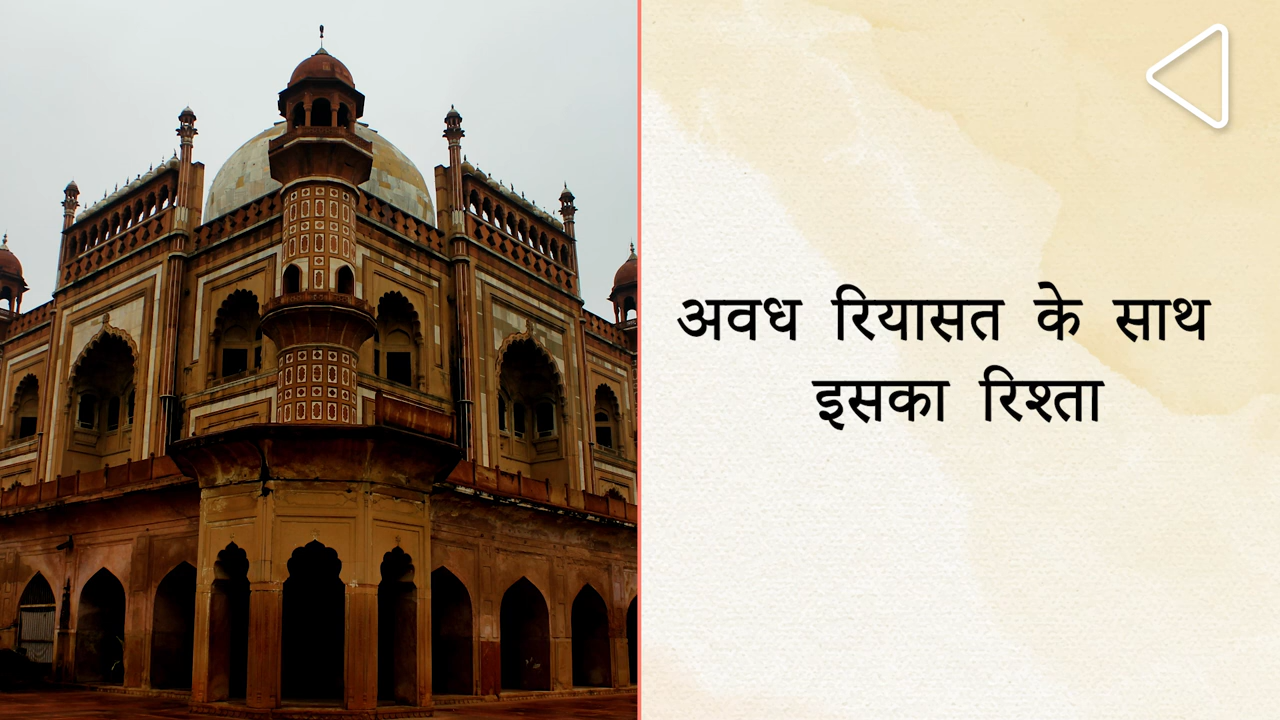 अवध रियासत के साथ
इसका रिश्ता